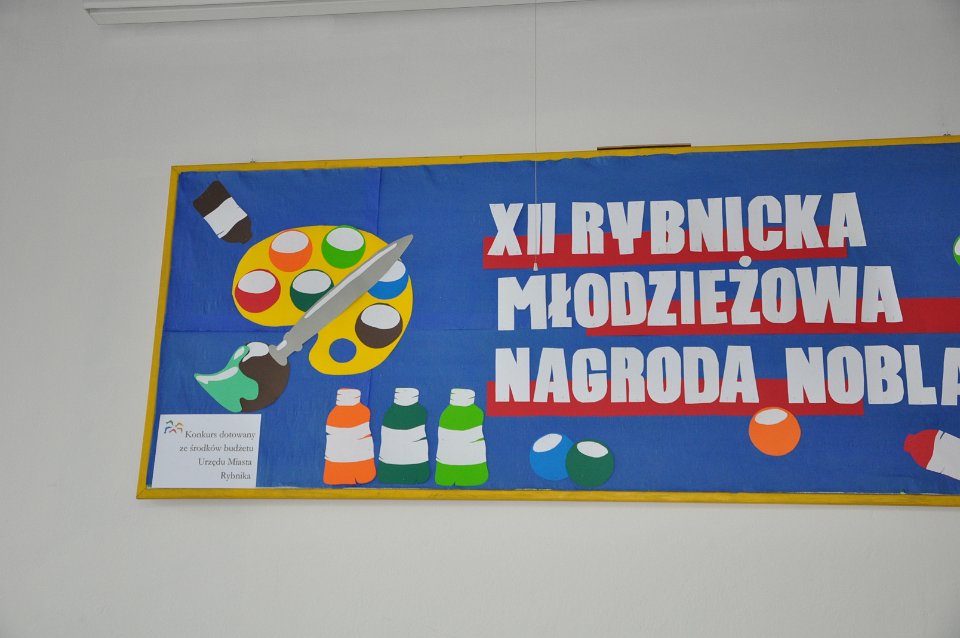 XII RYBNICKA
MŁODZIEŻOWA
NAGRODA NOBLA
Konkurs dotowany
ze środków budżetu
Urzędu Miasta
Rybnika